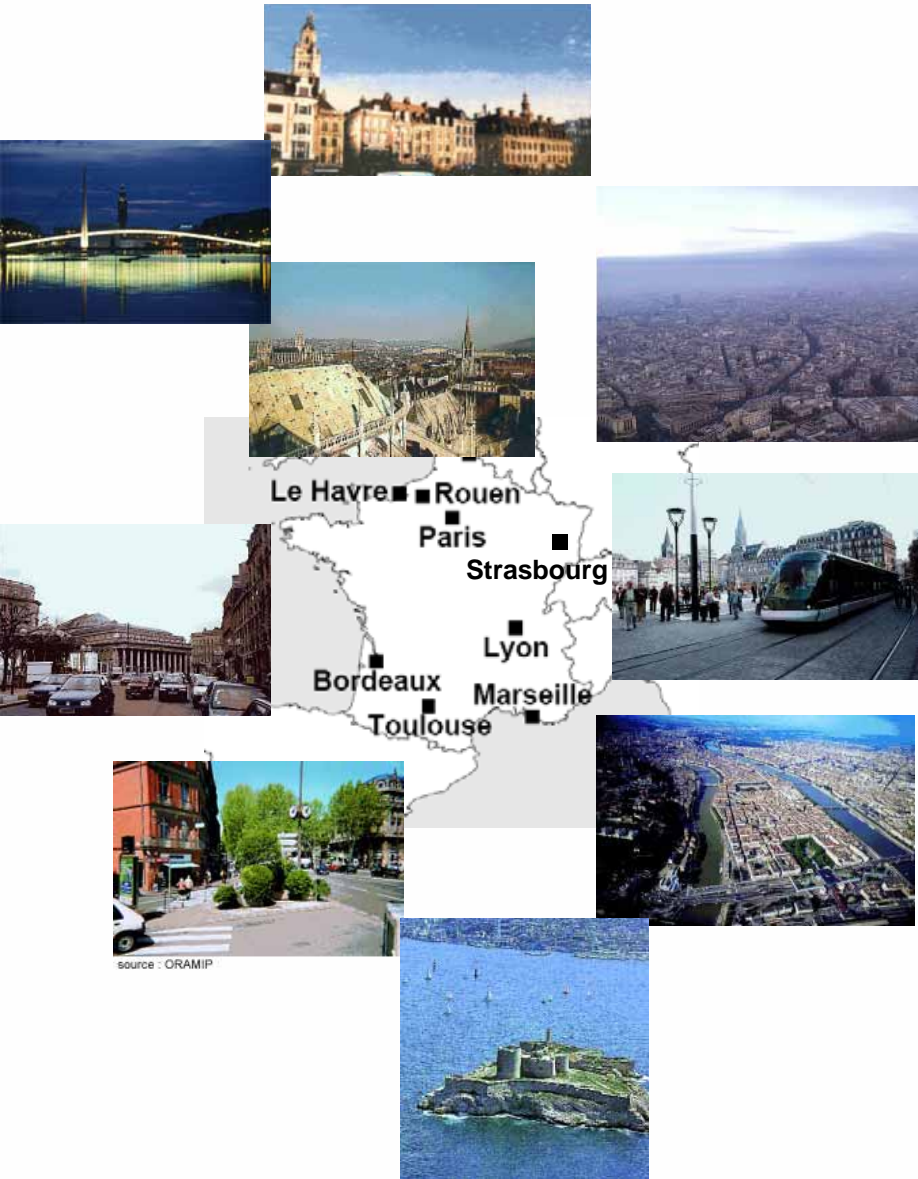 Le Havre
Rouen
Paris
Strasbourg
Lyon
Bordeaux
Marseille
Toulouse
source : ORAMIP